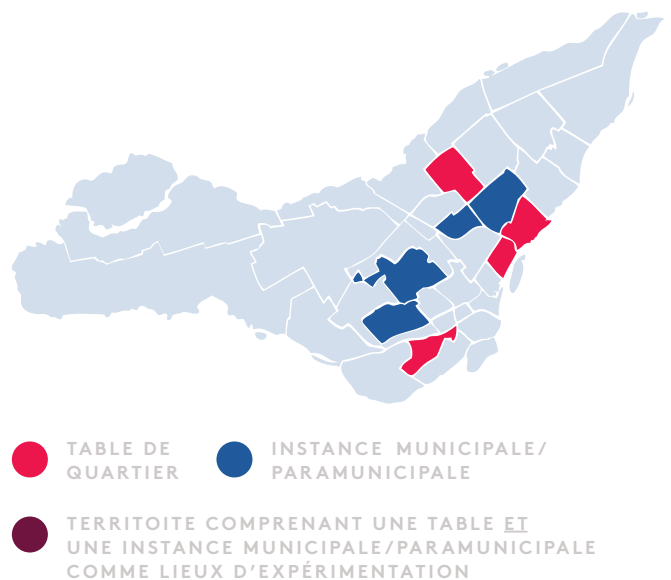 TABLE DE
QUARTIER
INSTANCE MUNICIPALE/
PARAMUNICIPALE
TERRITOITE COMPRENANT UNE TABLE ET
UNE INSTANCE MUNICIPALE/PARAMUNICIPALE
COMME LIEUX D'EXPÉRIMENTATION